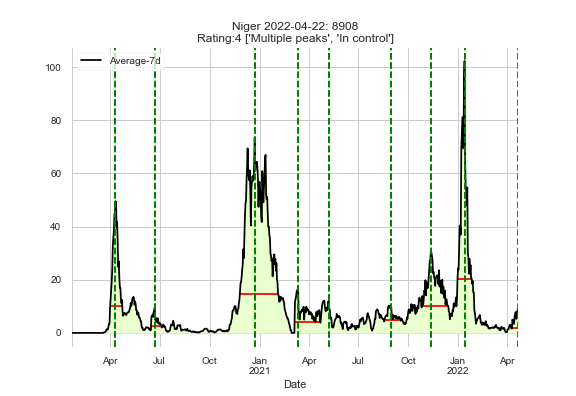 Niger 2022-04-22: 8908
Rating:4 ['Multiple peaks', 'In control']
Average-7d
100
80
60
40
20
0
Apr Jul Oct Jan Apr Jul Oct Jan Apr
2021 2022
Date